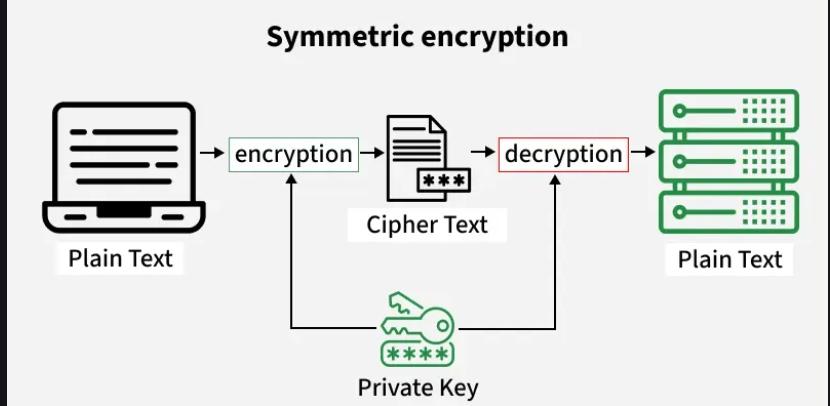 Symmetric encryption
encryption
decryption
***
Cipher Text
Plain Text
Plain Text
****
Private Key